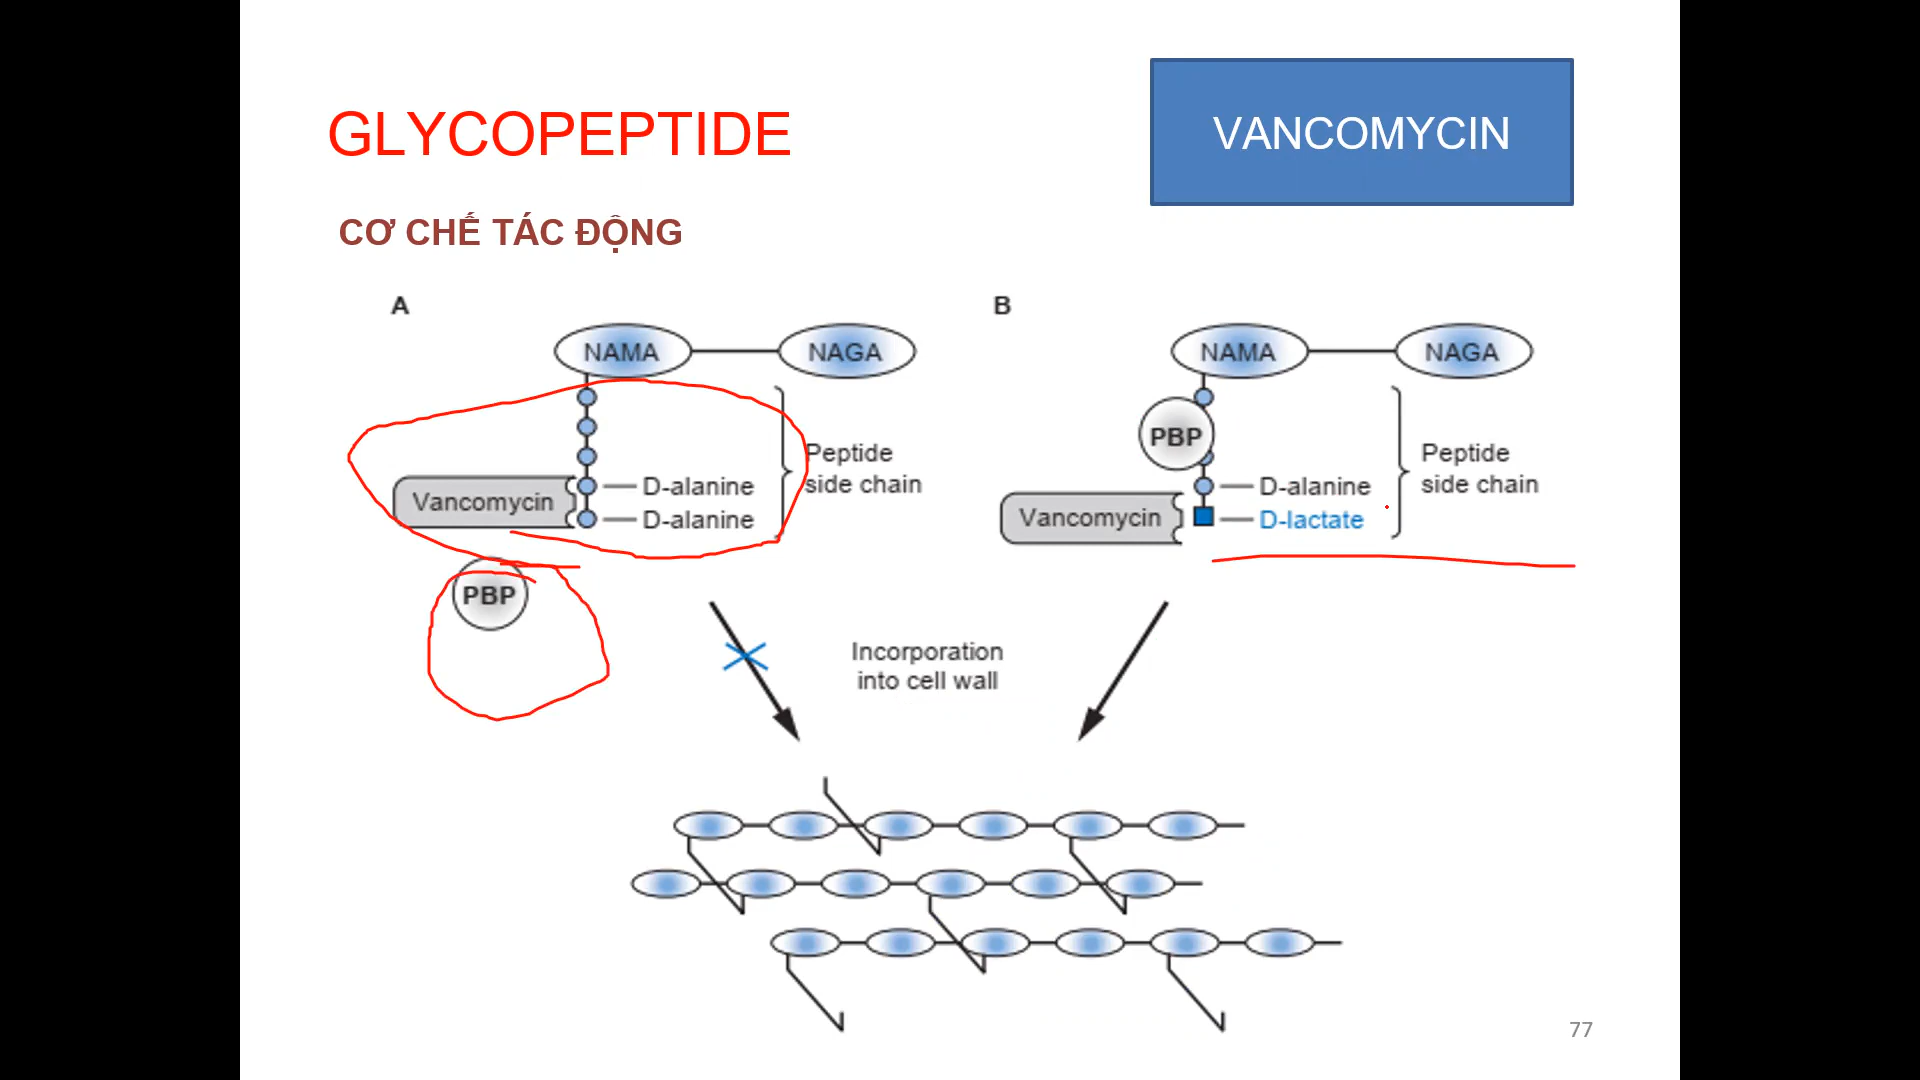 GLYCOPEPTIDE
VANCOMYCIN
CƠ CHẾ TÁC ĐỘNG
A
NAMA
NAGA
Vancomycin
D-alanine
D-alanine
Peptide
side chain
PBP
B
NAMA
NAGA
PBP
Vancomycin
D-alanine
D-lactate
Peptide
side chain
Incorporation
into cell wall
77